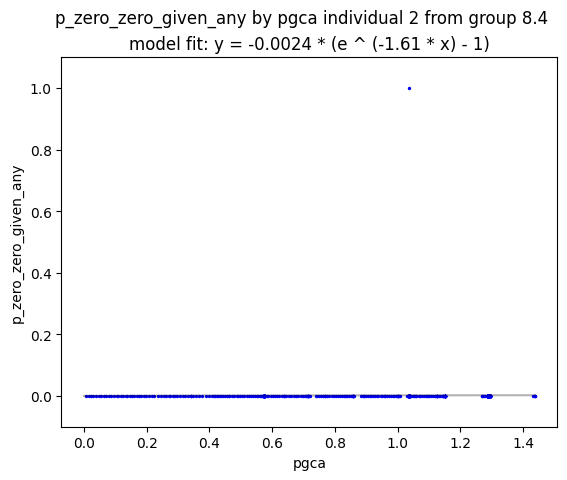 p_zero_zero_given_any by pgca individual 2 from group 8.4
model fit: y = -0.0024 * (e ^ (-1.61 * x) - 1)
1.0
0.8
0.6
0.4
0.2
0.0
p_zero_zero_given_any
0.0 0.2 0.4 0.6 0.8 1.0 1.2 1.4
pgca